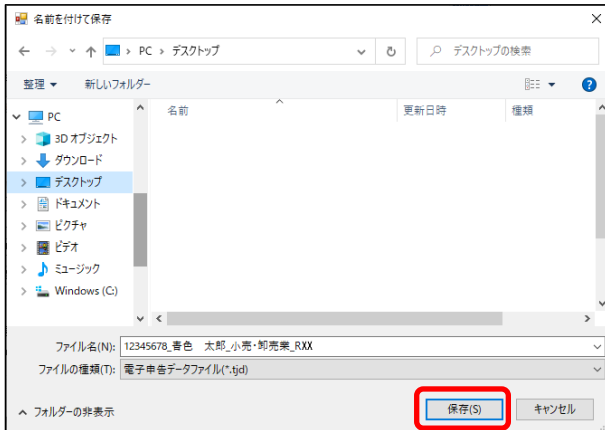 名前を付けて保存
PC › デスクトップ
デスクトップの検索
整理 新しいフォルダー
名前 更新日時 種類
PC
3D オブジェクト
ダウンロード
デスクトップ
ドキュメント
ピクチャ
ビデオ
ミュージック
Windows (C:)
ファイル名(N): 12345678_青色　太郎_小売・卸売業_RXX
ファイルの種類(T): 電子申告データファイル(*.tjd)
フォルダーの非表示 保存(S) キャンセル